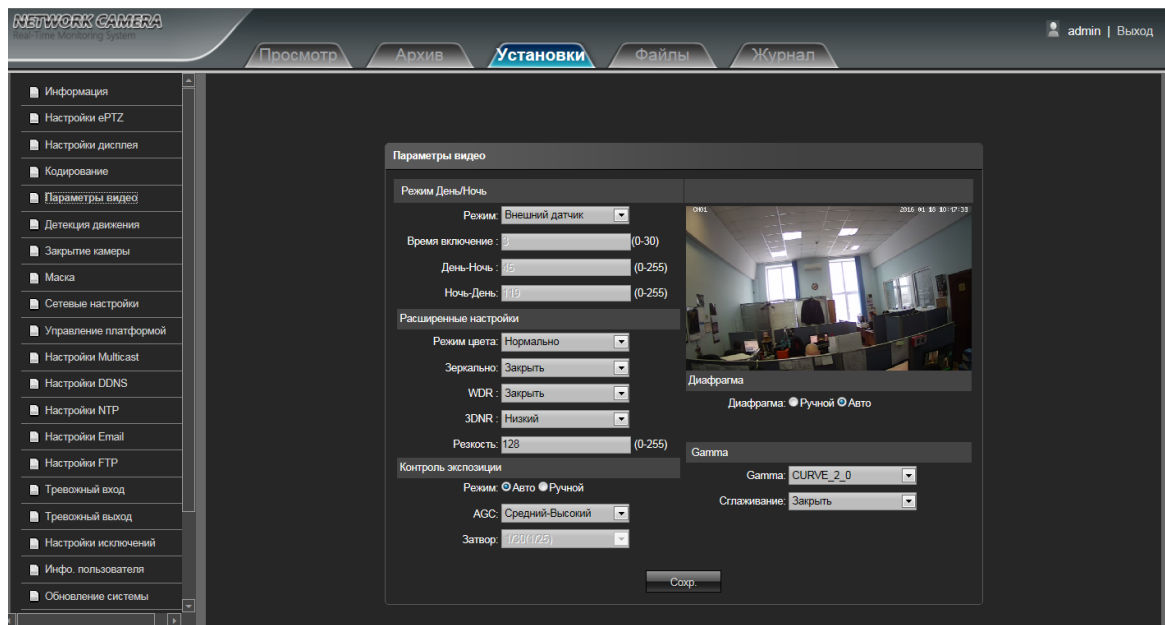 NETWORK CAMERA
Real-Time Monitoring System
admin | Выход
Просмотр
Архив
Установки
Файлы
Журнал
Информация
Настройки ePTZ
Настройки дисплея
Кодирование
Параметры видео
Детекция движения
Закрытие камеры
Маска
Сетевые настройки
Управление платформой
Настройки Multicast
Настройки DDNS
Настройки NTP
Настройки Email
Настройки FTP
Тревожный вход
Тревожный выход
Настройки исключений
Инфо. пользователя
Обновление системы
Параметры видео
Режим День/Ночь
Режим: Внешний датчик
Время включение : 3 (0-30)
День-Ночь : 45 (0-255)
Ночь-День: 119 (0-255)
Расширенные настройки
Режим цвета: Нормально
Зеркально: Закрыть
WDR : Закрыть
3DNR : Низкий
Резкость: 128 (0-255)
Контроль экспозиции
Режим: Авто Ручной
AGC: Средний-Высокий
Затвор: 1/30(1/25)
CH01 2016 01 18 10:47:33
Диафрагма
Диафрагма: Ручной Авто
Gamma
Gamma: CURVE_2_0
Сглаживание: Закрыть
Сохр.